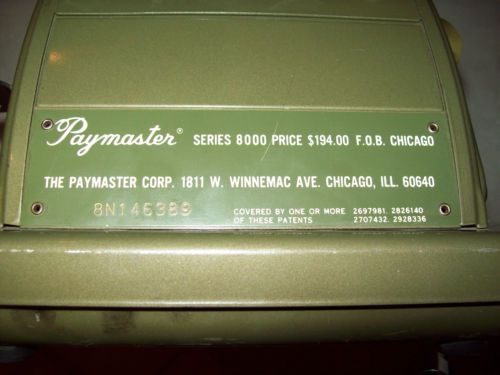 Paymaster® SERIES 8000 PRICE $194.00 F.O.B. CHICAGO
THE PAYMASTER CORP. 1811 W. WINNEMAC AVE. CHICAGO, ILL. 60640
8N146389
COVERED BY ONE OR MORE 2697981. 2826140
OF THESE PATENTS 2707432. 2928336